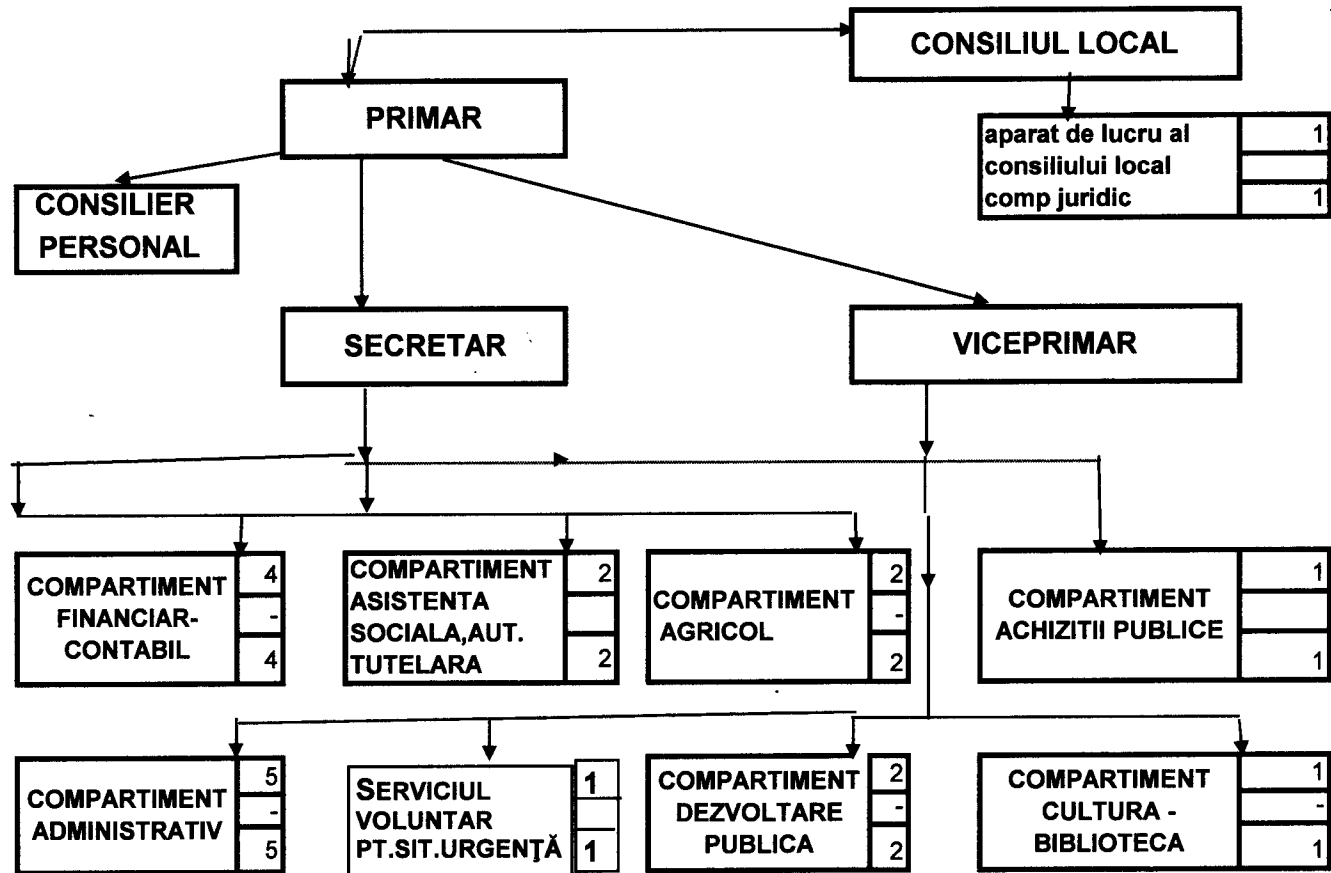 CONSILIUL LOCAL
PRIMAR
aparat de lucru al
consiliului local
comp juridic
1
1
CONSILIER
PERSONAL
SECRETAR
VICEPRIMAR
COMPARTIMENT
FINANCIAR-
CONTABIL
4
-
4
COMPARTIMENT
ASISTENTA
SOCIALA,AUT.
TUTELARA
2
2
COMPARTIMENT
AGRICOL
2
-
2
COMPARTIMENT
ACHIZITII PUBLICE
1
1
COMPARTIMENT
ADMINISTRATIV
5
-
5
SERVICIUL
VOLUNTAR
PT.SIT.URGENŢĂ
1
1
COMPARTIMENT
DEZVOLTARE
PUBLICA
2
-
2
COMPARTIMENT
CULTURA -
BIBLIOTECA
1
-
1